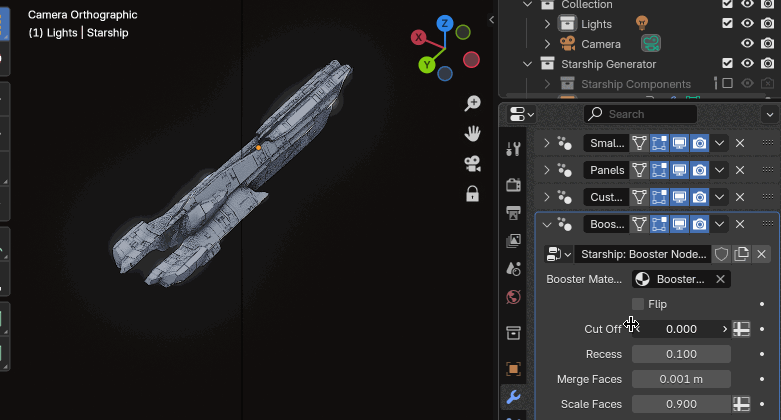 Camera Orthographic
(1) Lights | Starship
Z
X
Y
Collection
Lights
Camera
Starship Generator
Starship Components
Search
Smal...
Panels
Cust...
Boos...
Starship: Booster Node...
Booster Mate... Booster...
Flip
Cut Off 0.000
Recess 0.100
Merge Faces 0.001 m
Scale Faces 0.900